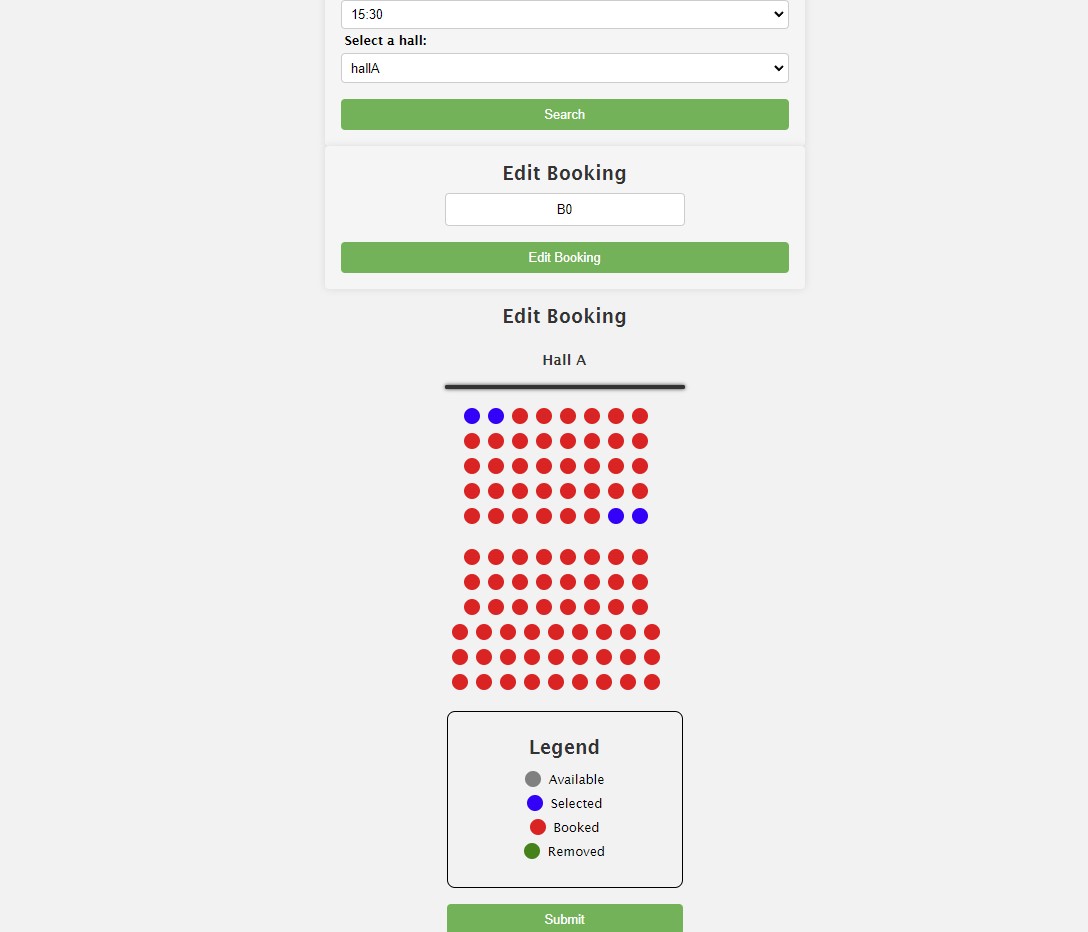 15:30
Select a hall:
hallA
Search
Edit Booking
B0
Edit Booking
Edit Booking
Hall A
Legend
Available
Selected
Booked
Removed
Submit